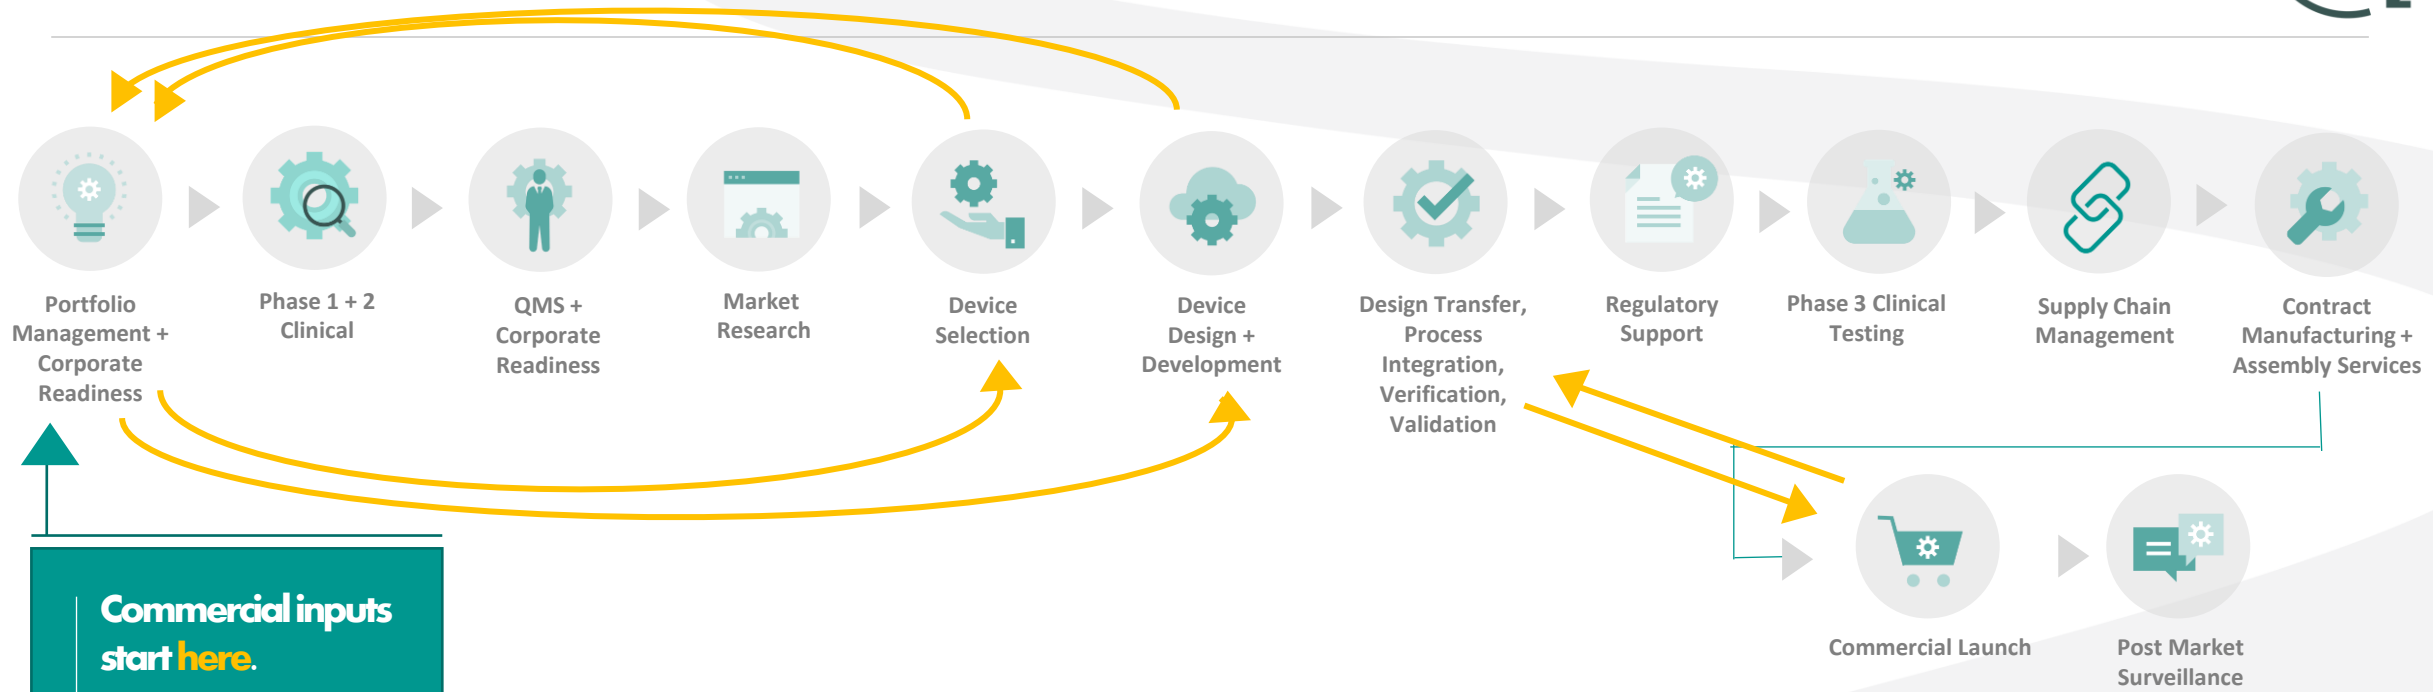 Portfolio
Management +
Corporate
Readiness
Phase 1 + 2
Clinical
QMS +
Corporate
Readiness
Market
Research
Device
Selection
Device
Design +
Development
Design Transfer,
Process
Integration,
Verification,
Validation
Regulatory
Support
Phase 3 Clinical
Testing
Supply Chain
Management
Contract
Manufacturing +
Assembly Services
Commercial Launch
Post Market
Surveillance
Commercial inputs
start here.